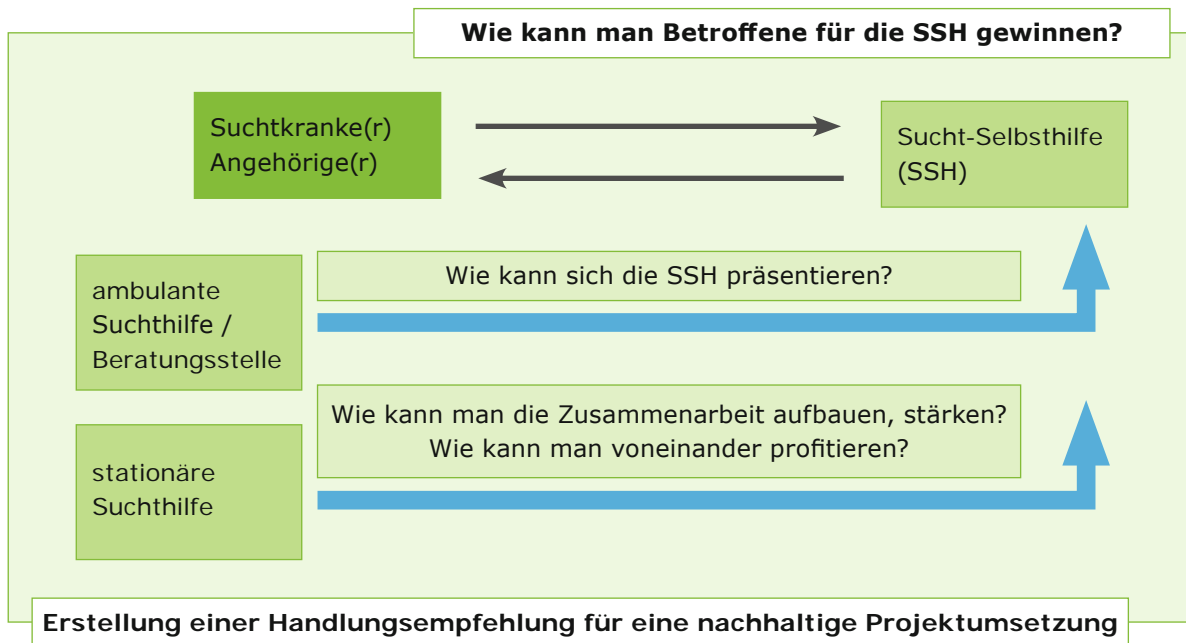 Wie kann man Betroffene für die SSH gewinnen?
Suchtkranke(r)
Angehörige(r)
Sucht-Selbsthilfe
(SSH)
ambulante
Suchthilfe /
Beratungsstelle
Wie kann sich die SSH präsentieren?
stationäre
Suchthilfe
Wie kann man die Zusammenarbeit aufbauen, stärken?
Wie kann man voneinander profitieren?
Erstellung einer Handlungsempfehlung für eine nachhaltige Projektumsetzung